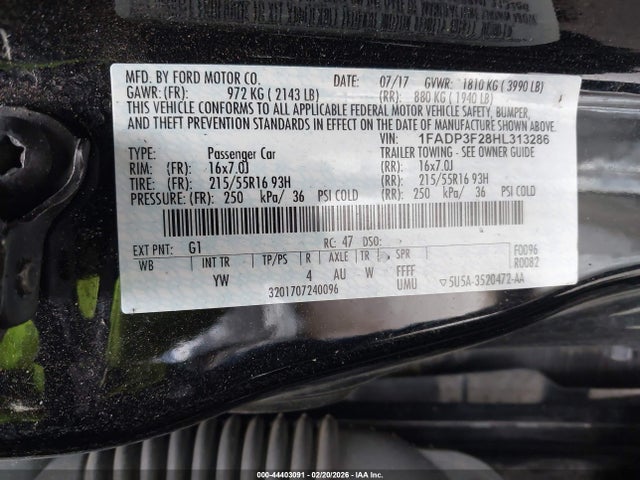 MFD. BY FORD MOTOR CO. DATE: 07/17 GVWR: 1810 KG ( 3990 LB)
GAWR: (FR): 972 KG ( 2143 LB) (RR): 880 KG ( 1940 LB)
THIS VEHICLE CONFORMS TO ALL APPLICABLE FEDERAL MOTOR VEHICLE SAFETY, BUMPER,
AND THEFT PREVENTION STANDARDS IN EFFECT ON THE DATE OF MANUFACTURE SHOWN ABOVE.
VIN: 1FADP3F28HL313286
TYPE: Passenger Car TRAILER TOWING - SEE OWNER GUIDE
RIM: (FR): 16x7.0J (RR): 16x7.0J
TIRE: (FR): 215/55R16 93H (RR): 215/55R16 93H
PRESSURE: (FR) 250 kPa/ 36 PSI COLD (RR): 250 kPa/ 36 PSI COLD
EXT PNT: G1 RC: 47 DSO: F0096
WB INT TR TP/PS R AXLE TR SPR R0082
YW 4 AU W FFFF
3201707240096 UMU 5U5A-3520472-AA
000-44403091 - 02/20/2026 - IAAI.COM